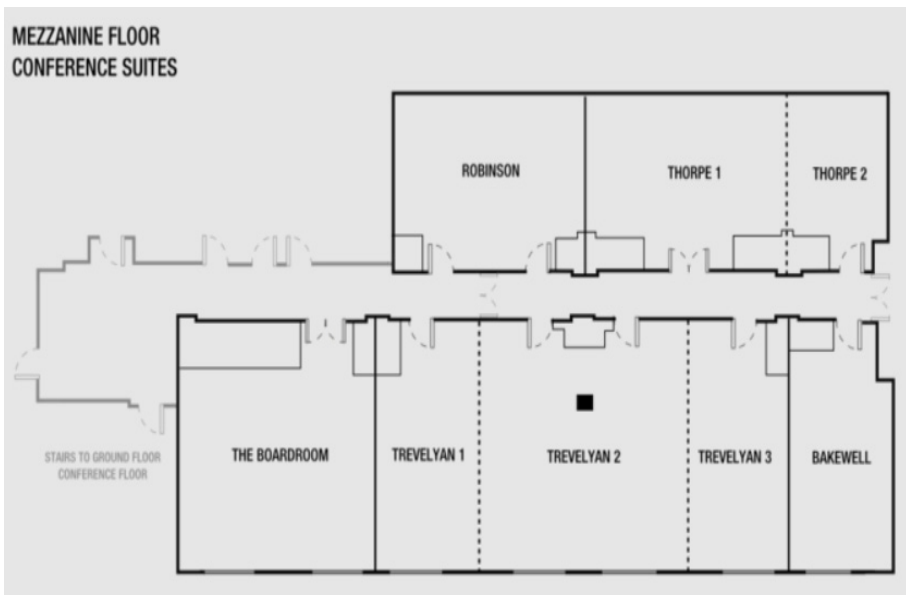 MEZZANINE FLOOR
CONFERENCE SUITES
ROBINSON
THORPE 1
THORPE 2
THE BOARDROOM
TREVELYAN 1
TREVELYAN 2
TREVELYAN 3
BAKEWELL
STAIRS TO GROUND FLOOR
CONFERENCE FLOOR